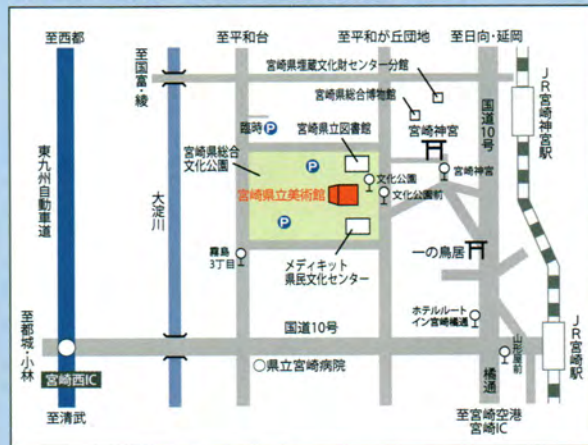 至西都
至国富・綾
至平和台
至平和が丘団地
至日向・延岡
宮崎県埋蔵文化財センター分館
宮崎県総合博物館
国道10号
JR宮崎神宮駅
臨時P
宮崎県立図書館
宮崎神宮
宮崎県総合
文化公園
P
文化公園
宮崎神宮
東九州自動車道
大淀川
宮崎県立美術館
文化公園前
P
霧島
3丁目
メディキット
県民文化センター
一の鳥居
至都城・小林
国道10号
ホテルルート
イン宮崎橘通
山形屋前
JR宮崎駅
宮崎西IC
県立宮崎病院
橘通
至清武
至宮崎空港
宮崎IC